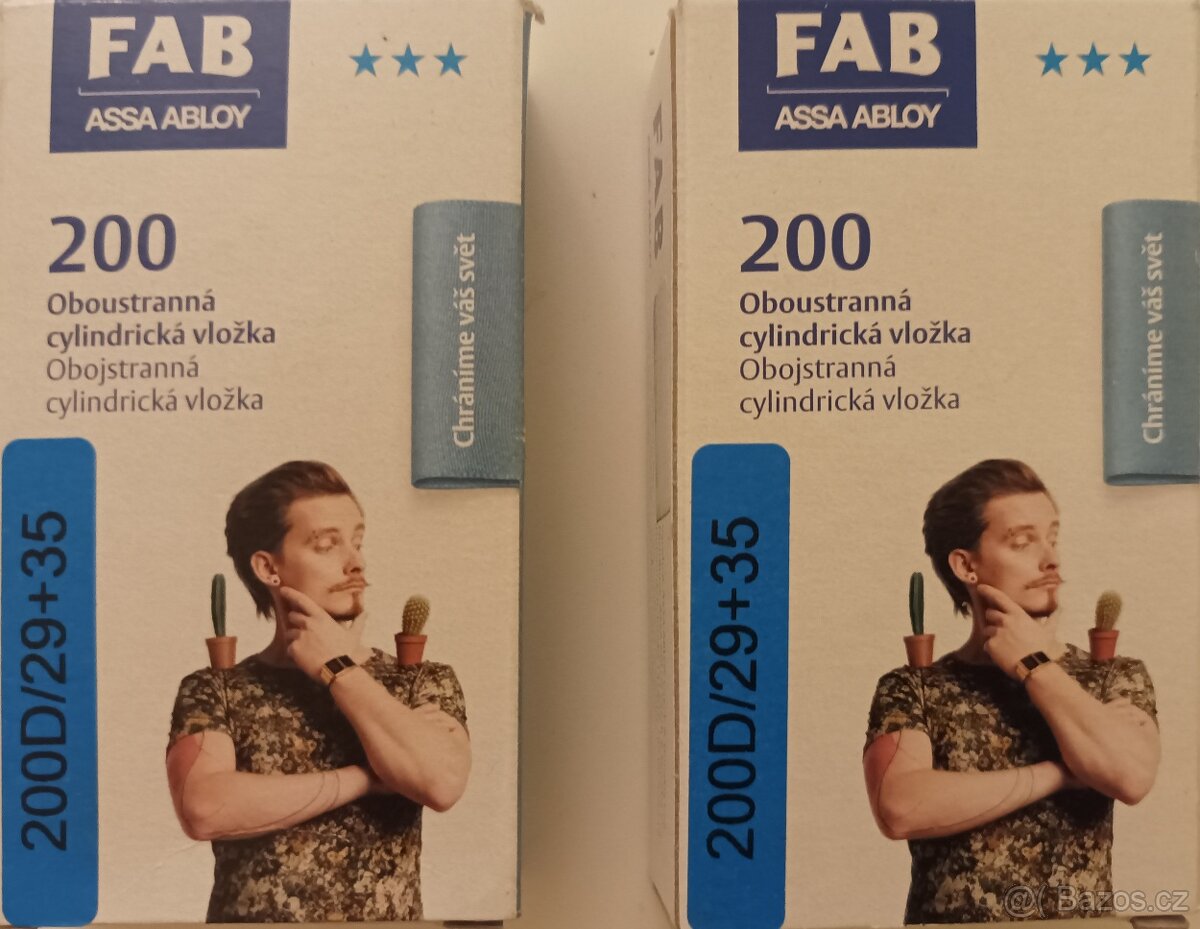 FAB
ASSA ABLOY
200
Oboustranná
cylindrická vložka
Obojstranná
cylindrická vložka
Chráníme váš svět
200D/29+35
FAB
FAB
ASSA ABLOY
200
Oboustranná
cylindrická vložka
Obojstranná
cylindrická vložka
Chráníme váš svět
200D/29+35
Bazos.cz